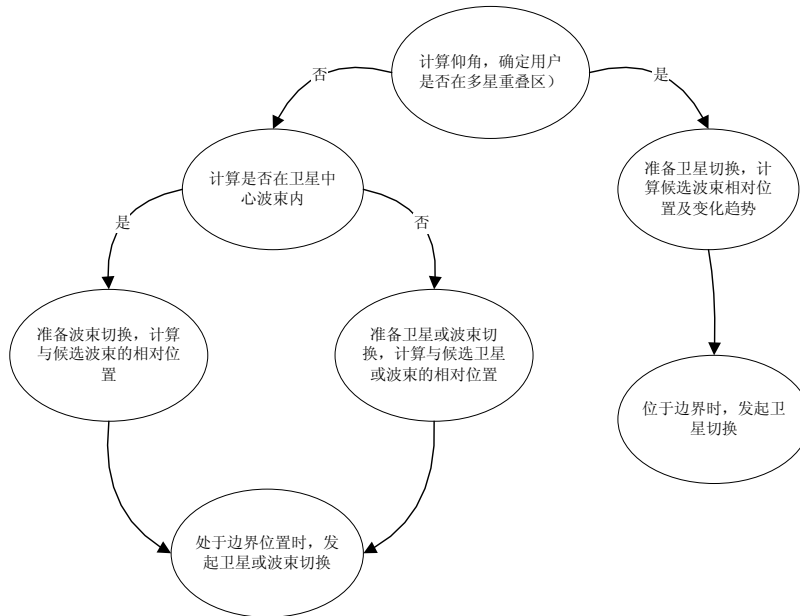 计算仰角，确定用户
是否在多星重叠区）
否
是
计算是否在卫星中
心波束内
准备卫星切换，计
算候选波束相对位
置及变化趋势
是
否
准备波束切换，计算
与候选波束的相对位
置
准备卫星或波束切
换，计算与候选卫星
或波束的相对位置
位于边界时，发起卫
星切换
处于边界位置时，发
起卫星或波束切换